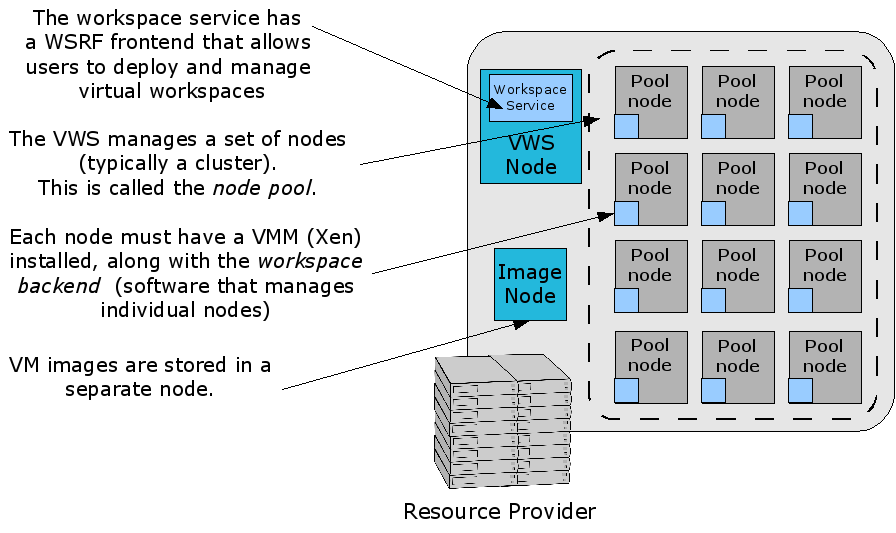 The workspace service has
a WSRF frontend that allows
users to deploy and manage
virtual workspaces
The VWS manages a set of nodes
(typically a cluster).
This is called the node pool.
Each node must have a VMM (Xen)
installed, along with the workspace
backend (software that manages
individual nodes)
VM images are stored in a
separate node.
Workspace
Service
VWS
Node
Image
Node
Pool
node
Pool
node
Pool
node
Pool
node
Pool
node
Pool
node
Pool
node
Pool
node
Pool
node
Pool
node
Pool
node
Pool
node
Resource Provider